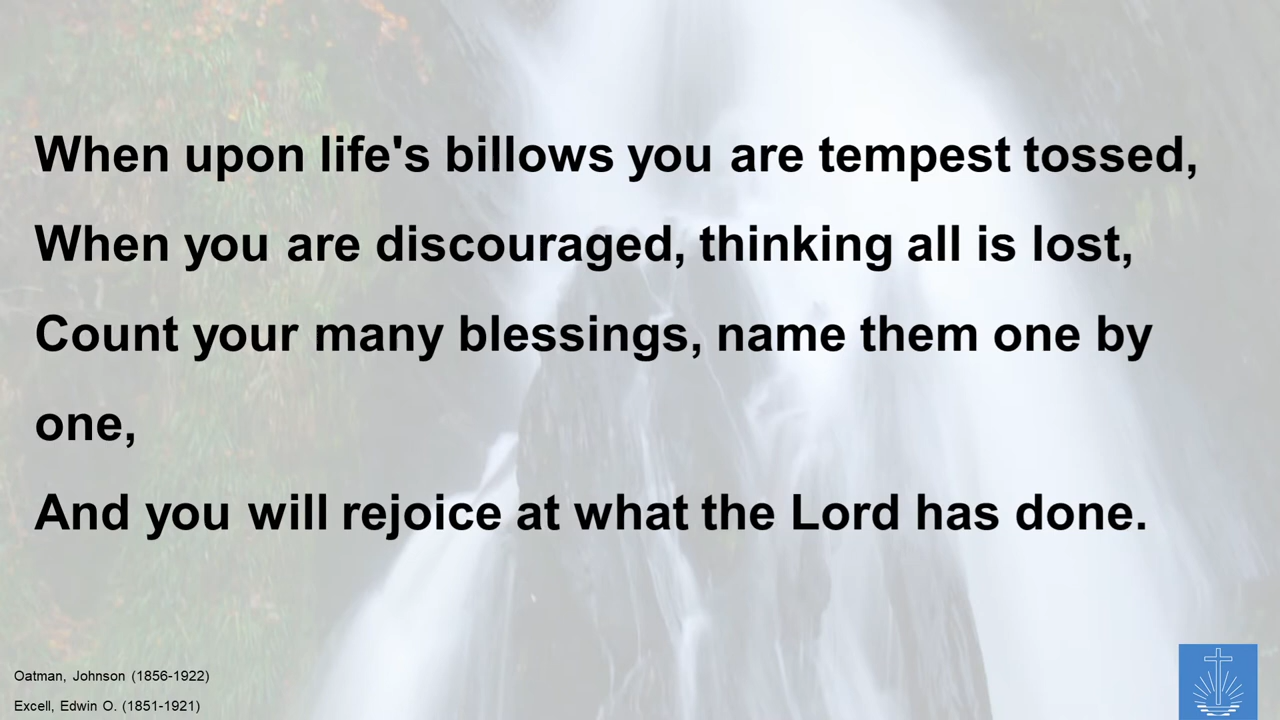 When upon life's billows you are tempest tossed,
When you are discouraged, thinking all is lost,
Count your many blessings, name them one by
one,
And you will rejoice at what the Lord has done.
Oatman, Johnson (1856-1922)
Excell, Edwin O. (1851-1921)